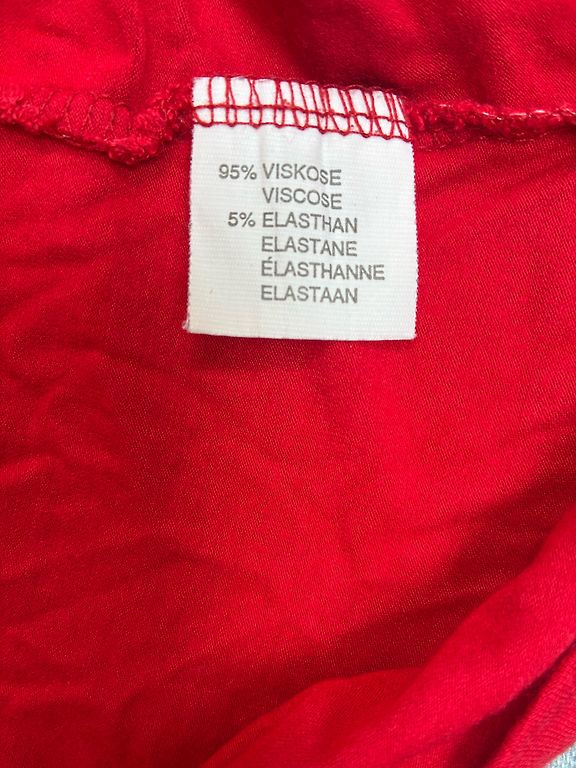 95% VISKOSE
VISCOSE
5% ELASTHAN
ELASTANE
ÉLASTHANNE
ELASTAAN